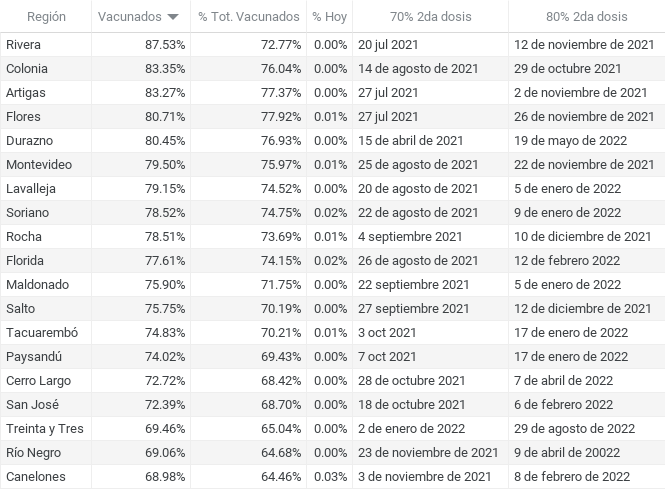 Región Vacunados % Tot. Vacunados % Hoy 70% 2da dosis 80% 2da dosis
Rivera 87.53% 72.77% 0.00% 20 jul 2021 12 de noviembre de 2021
Colonia 83.35% 76.04% 0.00% 14 de agosto de 2021 29 de octubre 2021
Artigas 83.27% 77.37% 0.00% 27 jul 2021 2 de noviembre de 2021
Flores 80.71% 77.92% 0.01% 27 jul 2021 26 de noviembre de 2021
Durazno 80.45% 76.93% 0.00% 15 de abril de 2021 19 de mayo de 2022
Montevideo 79.50% 75.97% 0.01% 25 de agosto de 2021 22 de noviembre de 2021
Lavalleja 79.15% 74.52% 0.00% 20 de agosto de 2021 5 de enero de 2022
Soriano 78.52% 74.75% 0.02% 22 de agosto de 2021 9 de enero de 2022
Rocha 78.51% 73.69% 0.01% 4 septiembre 2021 10 de diciembre de 2021
Florida 77.61% 74.15% 0.02% 26 de agosto de 2021 12 de febrero 2022
Maldonado 75.90% 71.75% 0.00% 22 septiembre 2021 5 de enero de 2022
Salto 75.75% 70.19% 0.00% 27 septiembre 2021 12 de diciembre de 2021
Tacuarembó 74.83% 70.21% 0.01% 3 oct 2021 17 de enero de 2022
Paysandú 74.02% 69.43% 0.00% 7 oct 2021 17 de enero de 2022
Cerro Largo 72.72% 68.42% 0.00% 28 de octubre 2021 7 de abril de 2022
San José 72.39% 68.70% 0.00% 18 de octubre 2021 6 de febrero 2022
Treinta y Tres 69.46% 65.04% 0.00% 2 de enero de 2022 29 de agosto de 2022
Río Negro 69.06% 64.68% 0.00% 23 de noviembre de 2021 9 de abril de 20022
Canelones 68.98% 64.46% 0.03% 3 de noviembre de 2021 8 de febrero de 2022